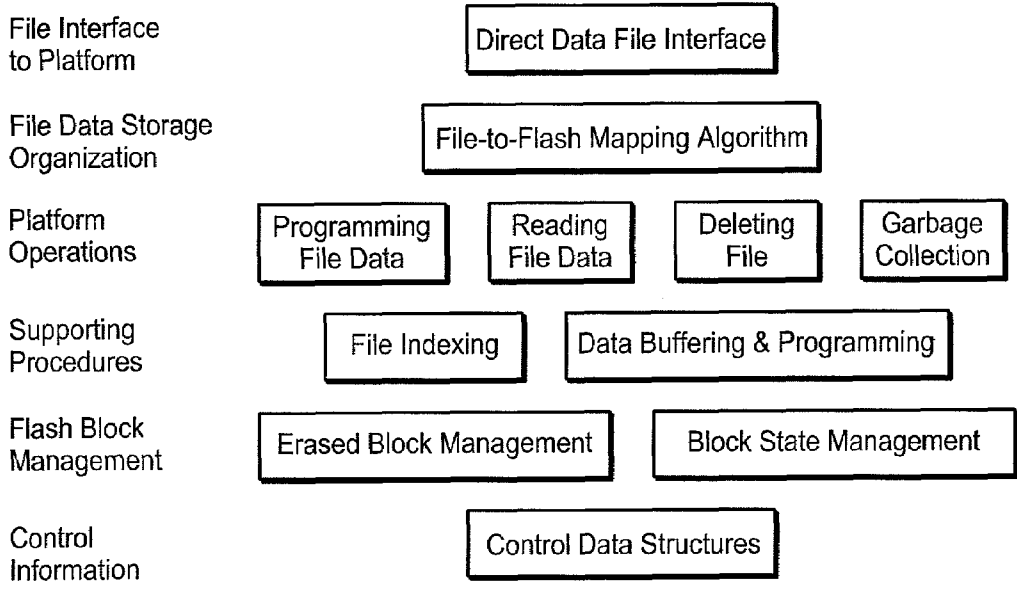 File Interface
to Platform
Direct Data File Interface
File Data Storage
Organization
File-to-Flash Mapping Algorithm
Platform
Operations
Programming
File Data
Reading
File Data
Deleting
File
Garbage
Collection
Supporting
Procedures
File Indexing
Data Buffering & Programming
Flash Block
Management
Erased Block Management
Block State Management
Control
Information
Control Data Structures